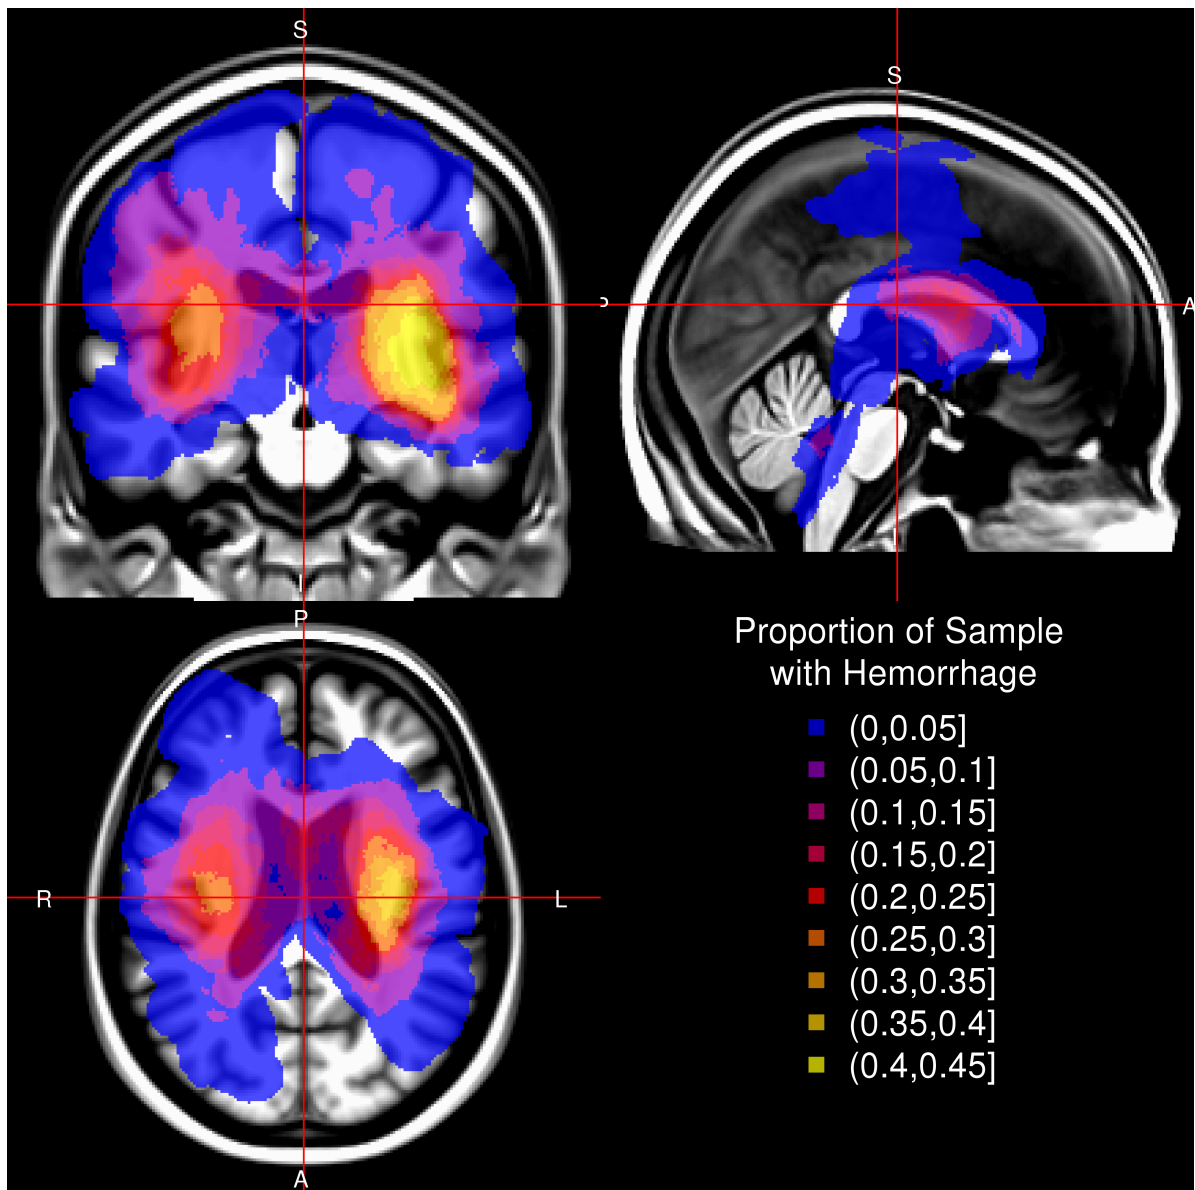 S
S
P
A
I
P
R
L
A
Proportion of Sample
with Hemorrhage
(0,0.05]
(0.05,0.1]
(0.1,0.15]
(0.15,0.2]
(0.2,0.25]
(0.25,0.3]
(0.3,0.35]
(0.35,0.4]
(0.4,0.45]